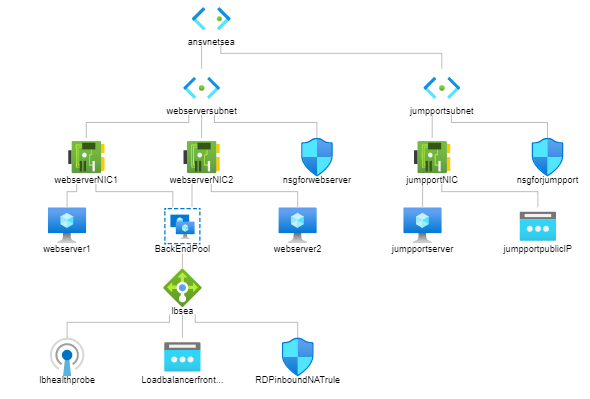 ansvnetsea
webserversubnet
jumpportsubnet
webserverNIC1
webserverNIC2
nsgforwebserver
jumpportNIC
nsgforjumpport
webserver1
BackEndPool
webserver2
jumpportserver
jumpportpublicIP
lbsea
lbhealthprobe
Loadbalancerfront...
RDPinboundNATrule